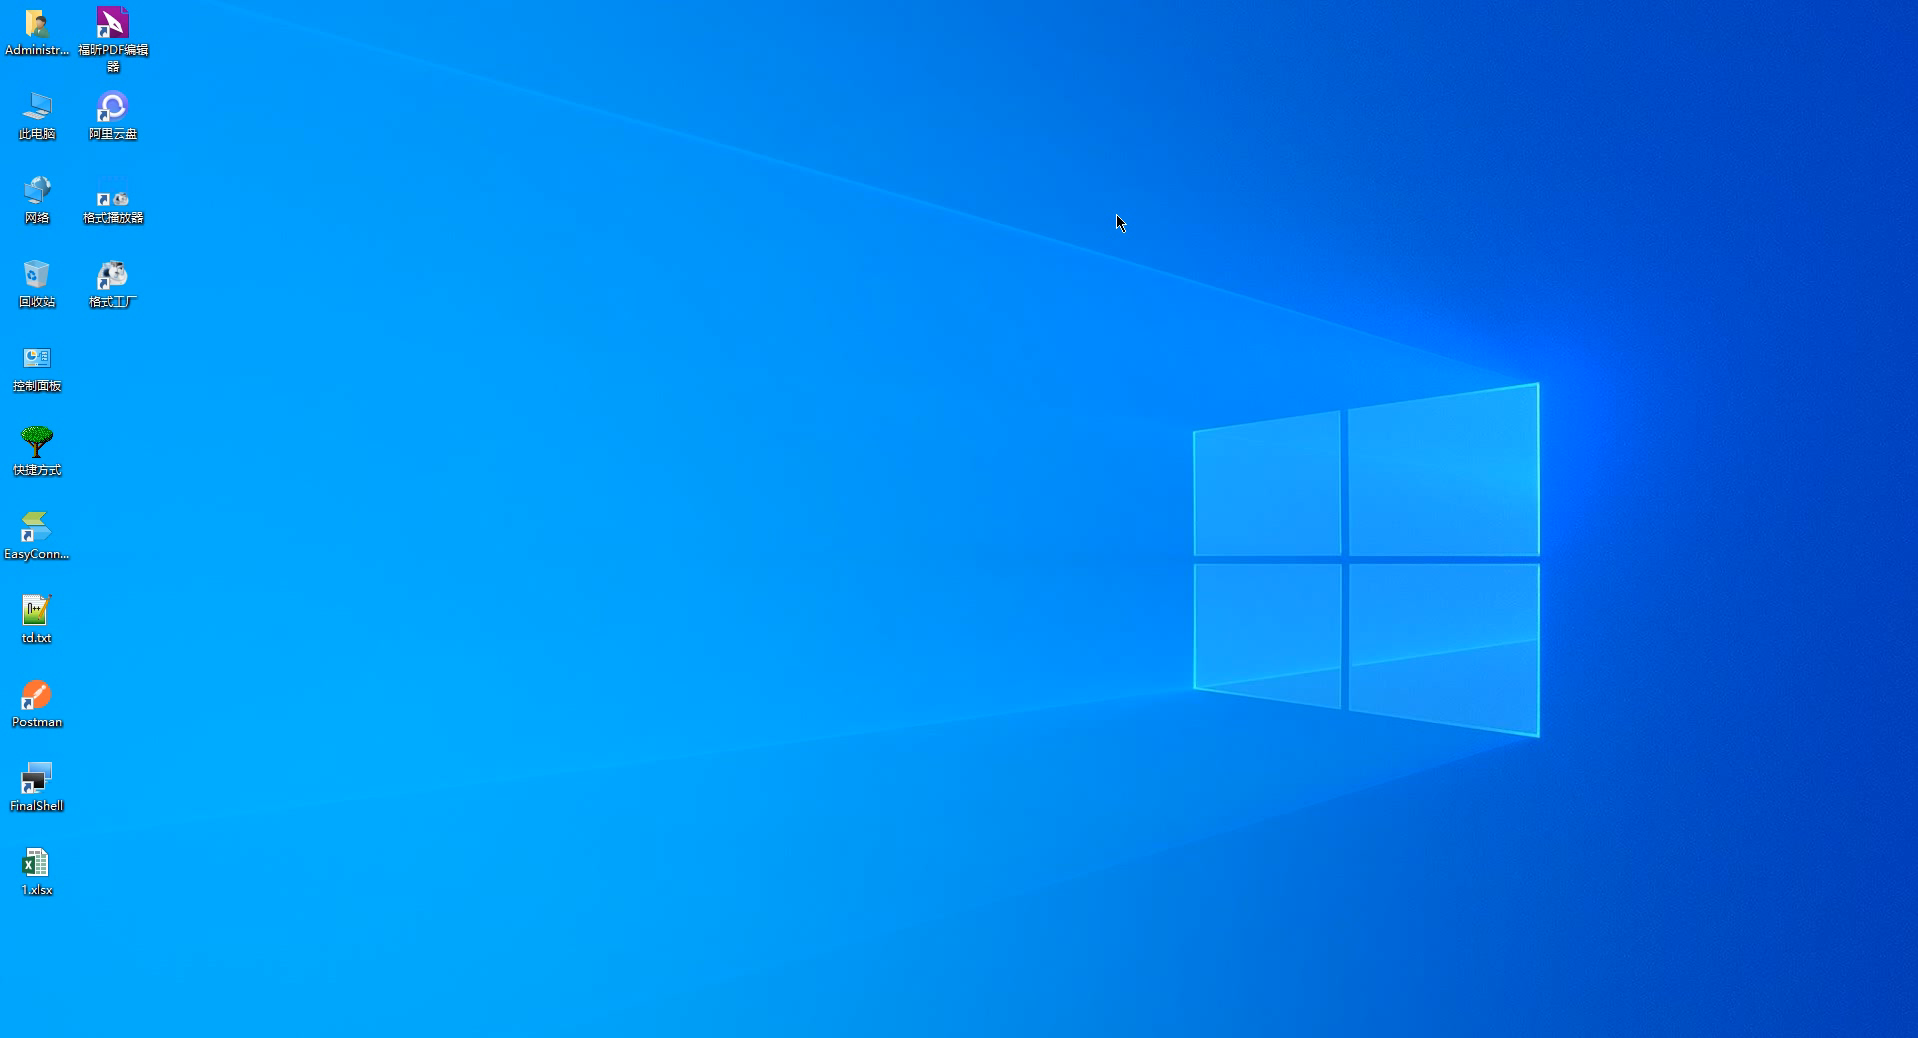 Administr...
此电脑
网络
回收站
控制面板
快捷方式
EasyConn...
td.txt
Postman
FinalShell
1.xlsx
福昕PDF编辑
器
阿里云盘
格式播放器
格式工厂